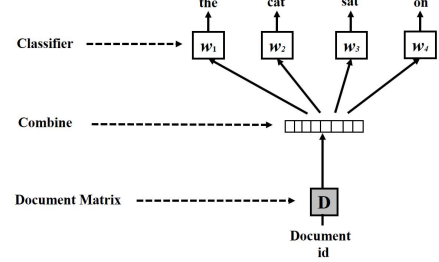 the cat sat on
Classifier w1 w2 w3 w4
Combine
Document Matrix D
Document
id